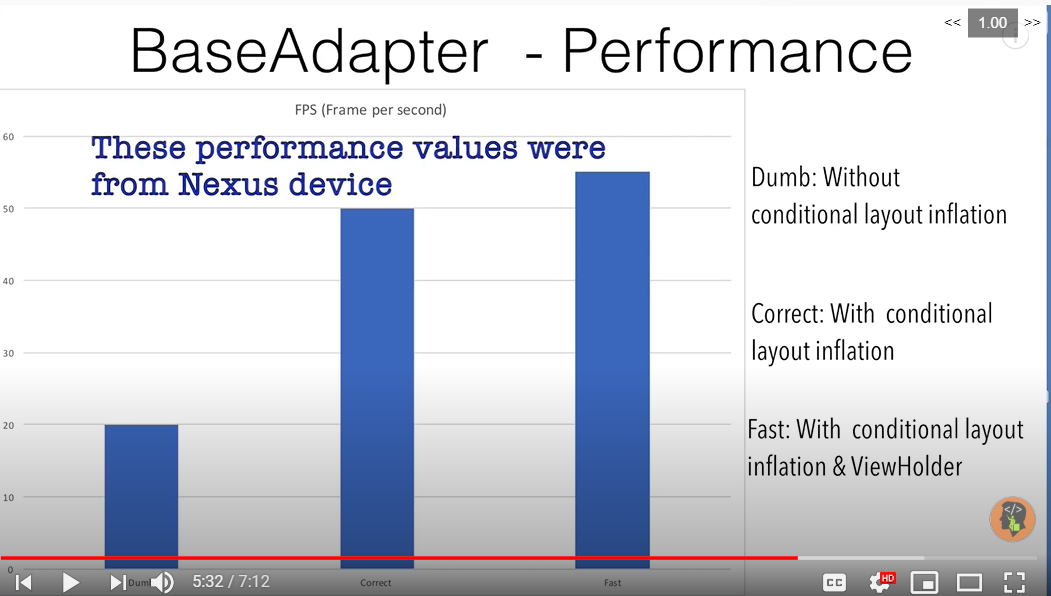 << 1.00 >>
BaseAdapter - Performance
FPS (Frame per second)
60
These performance values were
from Nexus device
50
40
30
20
10
0
Correct
Fast
Dumb: Without
conditional layout inflation
Correct: With conditional
layout inflation
Fast: With conditional layout
inflation & ViewHolder
</>
5:32 / 7:12
CC
HD